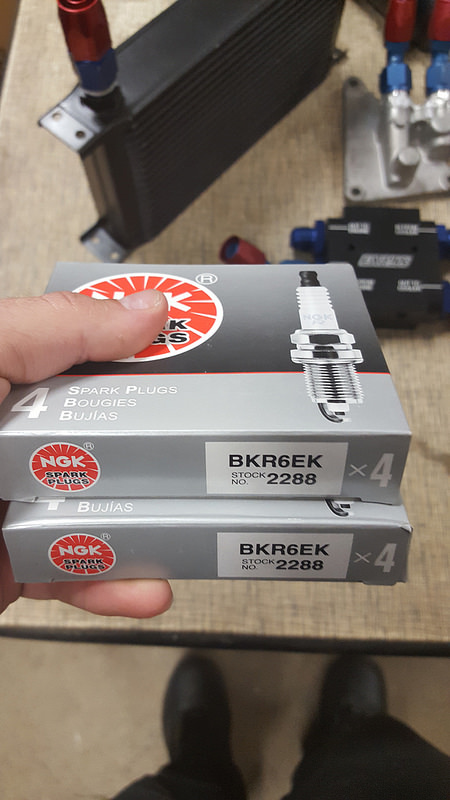 NGK
SPARK
PLUGS
®
NGK
4
SPARK PLUGS
BOUGIES
BUJÍAS
NGK
SPARK
PLUGS
®
BKR6EK
STOCK NO. 2288
×4
BUJÍAS
NGK
SPARK
PLUGS
®
BKR6EK
STOCK NO. 2288
×4